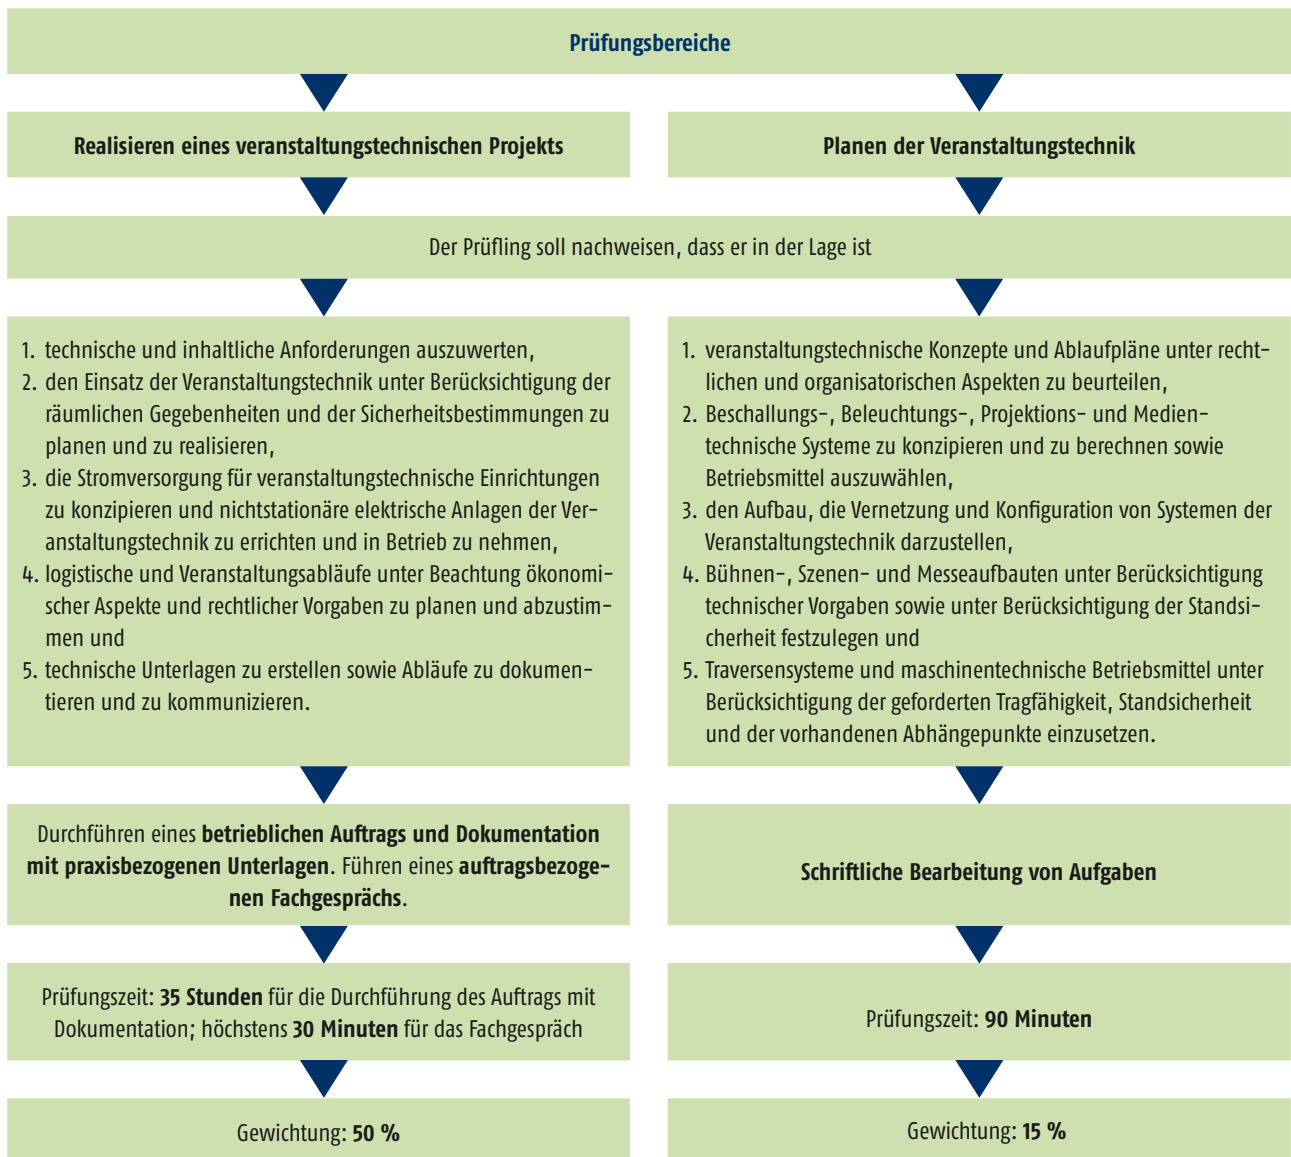 Prüfungsbereiche
Realisieren eines veranstaltungstechnischen Projekts
Planen der Veranstaltungstechnik
Der Prüfling soll nachweisen, dass er in der Lage ist
1. technische und inhaltliche Anforderungen auszuwerten,
2. den Einsatz der Veranstaltungstechnik unter Berücksichtigung der
räumlichen Gegebenheiten und der Sicherheitsbestimmungen zu
planen und zu realisieren,
3. die Stromversorgung für veranstaltungstechnische Einrichtungen
zu konzipieren und nichtstationäre elektrische Anlagen der Ver-
anstaltungstechnik zu errichten und in Betrieb zu nehmen,
4. logistische und Veranstaltungsabläufe unter Beachtung ökonomi-
scher Aspekte und rechtlicher Vorgaben zu planen und abzustim-
men und
5. technische Unterlagen zu erstellen sowie Abläufe zu dokumen-
tieren und zu kommunizieren.
1. veranstaltungstechnische Konzepte und Ablaufpläne unter recht-
lichen und organisatorischen Aspekten zu beurteilen,
2. Beschallungs-, Beleuchtungs-, Projektions- und Medien-
technische Systeme zu konzipieren und zu berechnen sowie
Betriebsmittel auszuwählen,
3. den Aufbau, die Vernetzung und Konfiguration von Systemen der
Veranstaltungstechnik darzustellen,
4. Bühnen-, Szenen- und Messeaufbauten unter Berücksichtigung
technischer Vorgaben sowie unter Berücksichtigung der Standsi-
cherheit festzulegen und
5. Traversensysteme und maschinentechnische Betriebsmittel unter
Berücksichtigung der geforderten Tragfähigkeit, Standsicherheit
und der vorhandenen Abhängepunkte einzusetzen.
Durchführen eines betrieblichen Auftrags und Dokumentation
mit praxisbezogenen Unterlagen. Führen eines auftragsbezoge-
nen Fachgesprächs.
Schriftliche Bearbeitung von Aufgaben
Prüfungszeit: 35 Stunden für die Durchführung des Auftrags mit
Dokumentation; höchstens 30 Minuten für das Fachgespräch
Prüfungszeit: 90 Minuten
Gewichtung: 50 %
Gewichtung: 15 %